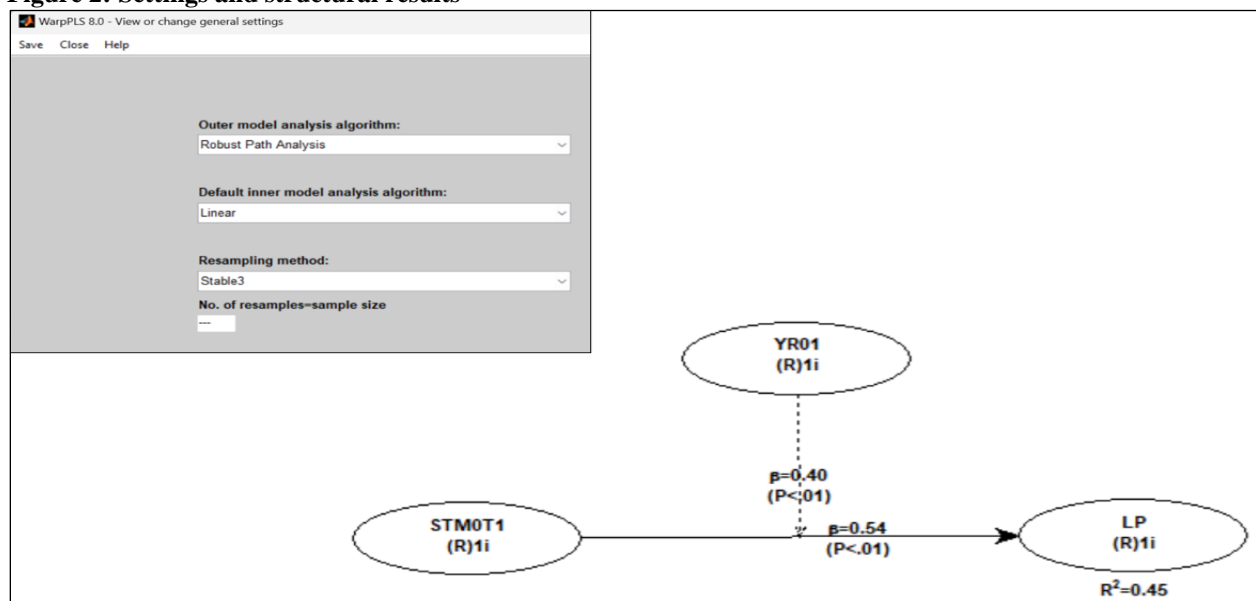 Figure 2: Settings and structural results
WarpPLS 8.0 - View or change general settings
Save Close Help
Outer model analysis algorithm:
Robust Path Analysis
Default inner model analysis algorithm:
Linear
Resampling method:
Stable3
No. of resamples=sample size
---
YR01
(R)1i
β=0.40
(P<.01)
STM0T1
(R)1i
β=0.54
(P<.01)
LP
(R)1i
R²=0.45